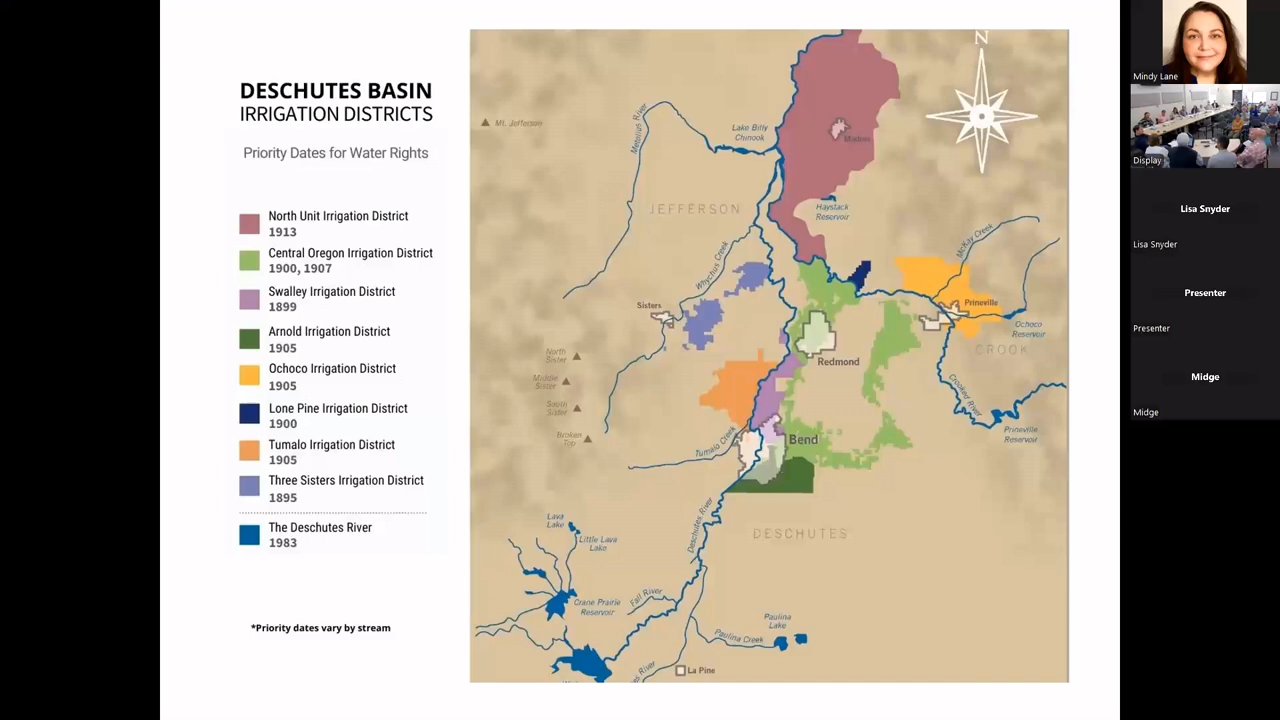 DESCHUTES BASIN
IRRIGATION DISTRICTS
Priority Dates for Water Rights
North Unit Irrigation District
1913
Central Oregon Irrigation District
1900, 1907
Swalley Irrigation District
1899
Arnold Irrigation District
1905
Ochoco Irrigation District
1905
Lone Pine Irrigation District
1900
Tumalo Irrigation District
1905
Three Sisters Irrigation District
1895
The Deschutes River
1983
*Priority dates vary by stream
N
Mt. Jefferson
Metolius River
Lake Billy
Chinook
Madras
JEFFERSON
Haystack
Reservoir
Whychus Creek
McKay Creek
Sisters
Prineville
Ochoco
Reservoir
CROOK
Redmond
North
Sister
Middle
Sister
South
Sister
Broken
Top
Crooked River
Prineville
Reservoir
Tumalo Creek
Bend
Deschutes River
DESCHUTES
Lava
Lake
Little Lava
Lake
Crane Prairie
Reservoir
Fall River
Paulina
Lake
Paulina Creek
River
La Pine
Mindy Lane
Display
Lisa Snyder
Lisa Snyder
Presenter
Presenter
Midge
Midge